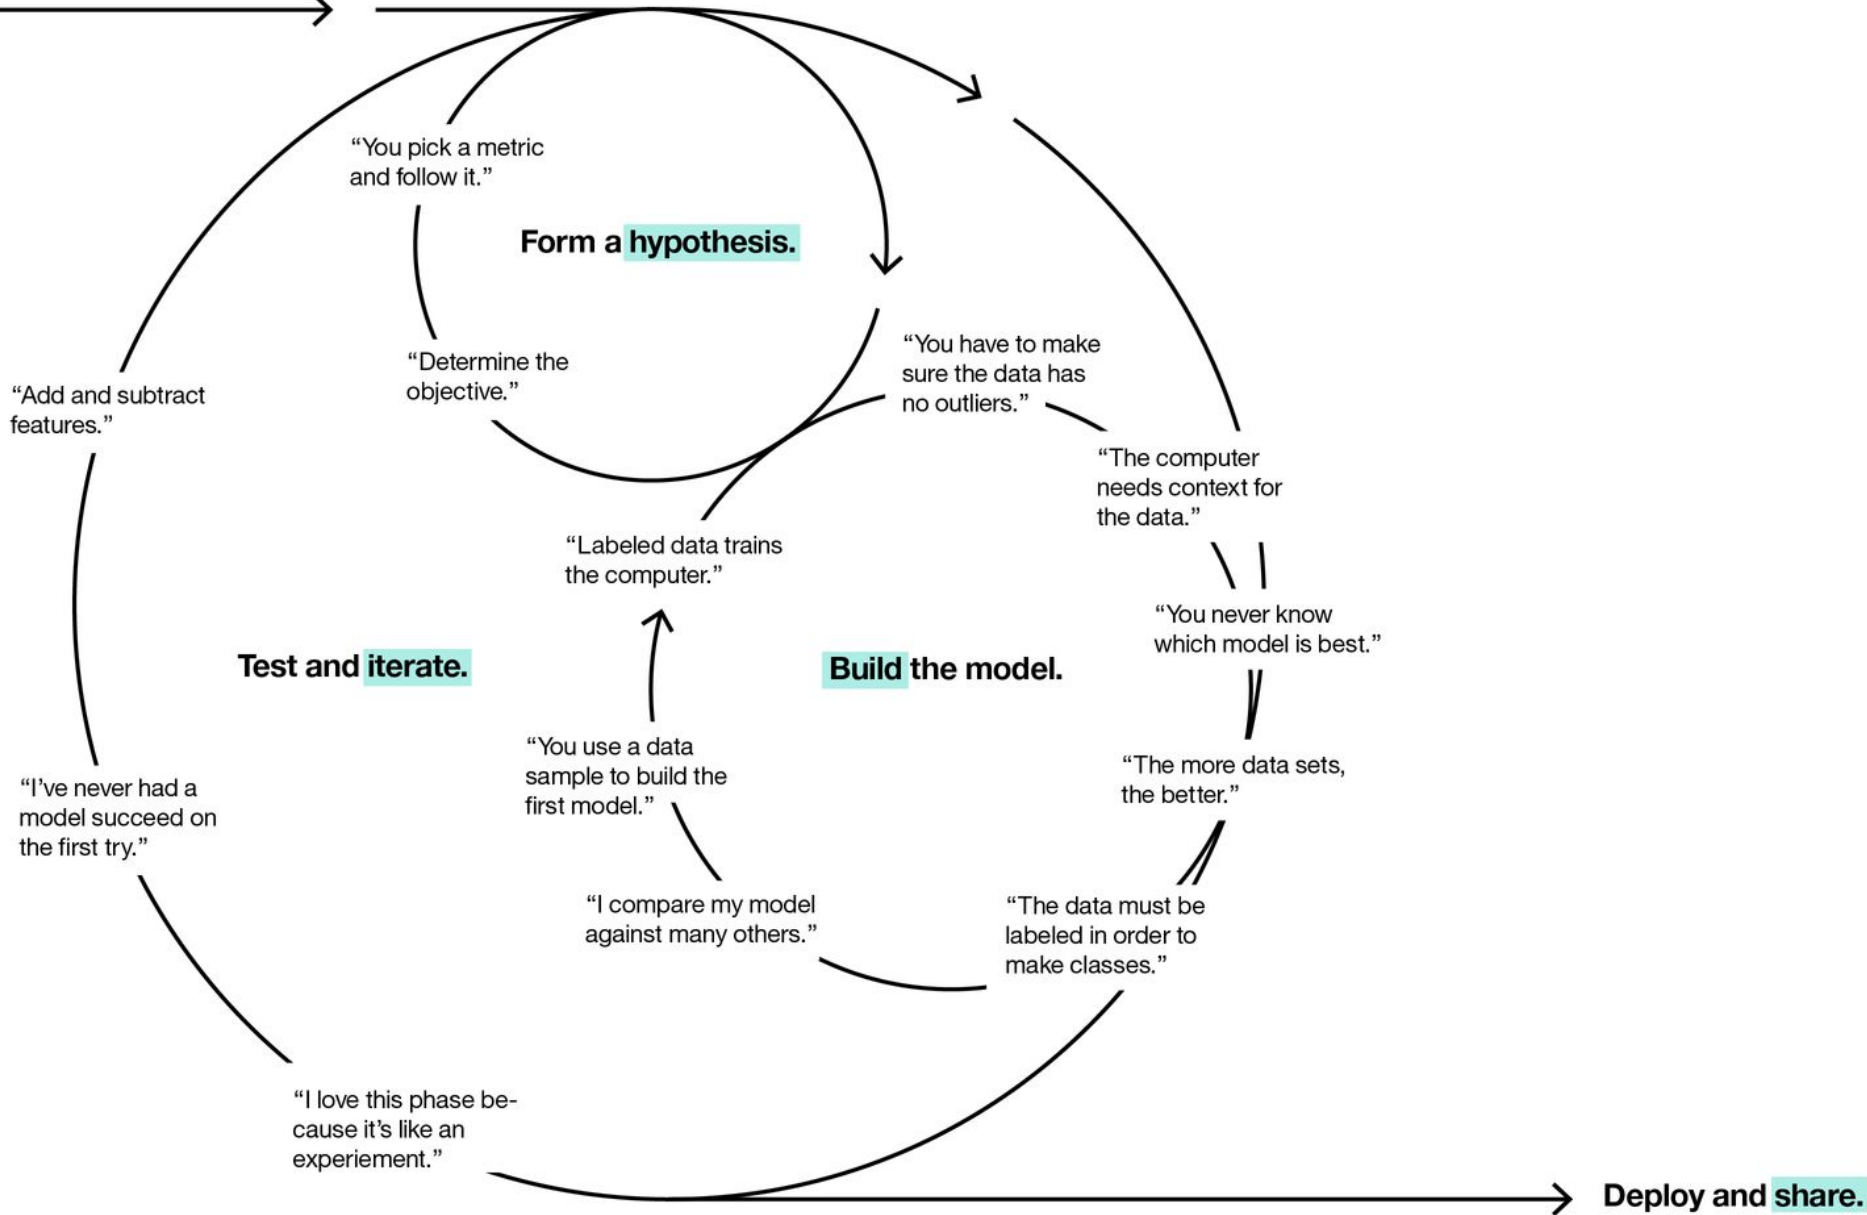 “You pick a metric
and follow it.”
Form a hypothesis.
“Determine the
objective.”
“You have to make
sure the data has
no outliers.”
“Add and subtract
features.”
“The computer
needs context for
the data.”
“Labeled data trains
the computer.”
“You never know
which model is best.”
Test and iterate.
Build the model.
“You use a data
sample to build the
first model.”
“The more data sets,
the better.”
“I’ve never had a
model succeed on
the first try.”
“I compare my model
against many others.”
“The data must be
labeled in order to
make classes.”
“I love this phase be-
cause it’s like an
experiement.”
Deploy and share.